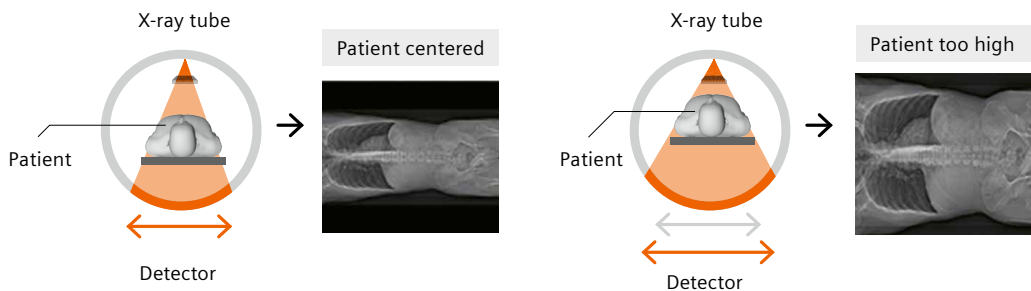 X-ray tube
Patient centered
Patient
Detector
X-ray tube
Patient too high
Patient
Detector